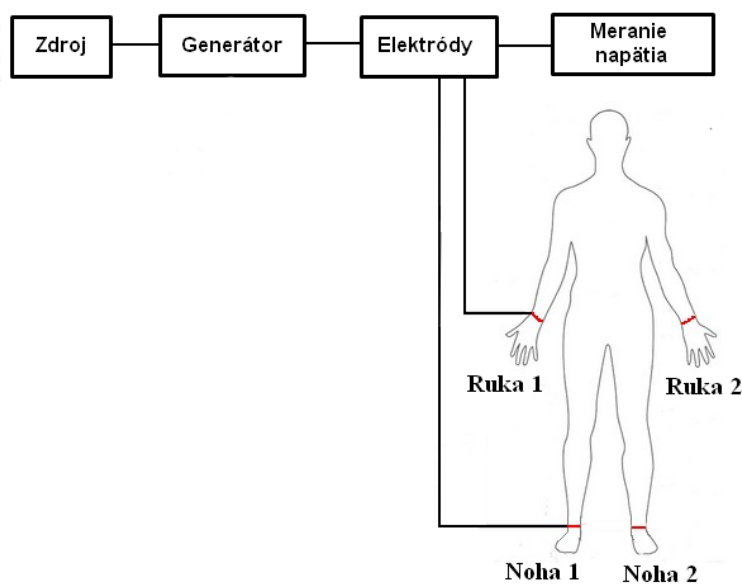 Zdroj
Generátor
Elektródy
Meranie
napätia
Ruka 1
Ruka 2
Noha 1
Noha 2